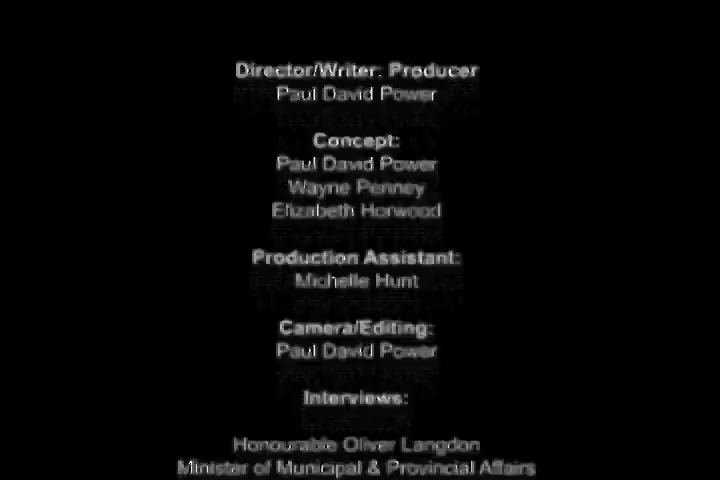 Director/Writer: Producer
Paul David Power
Concept:
Paul David Power
Wayne Penney
Elizabeth Horwood
Production Assistant:
Michelle Hunt
Camera/Editing:
Paul David Power
Interviews:
Honourable Oliver Langdon
Minister of Municipal & Provincial Affairs